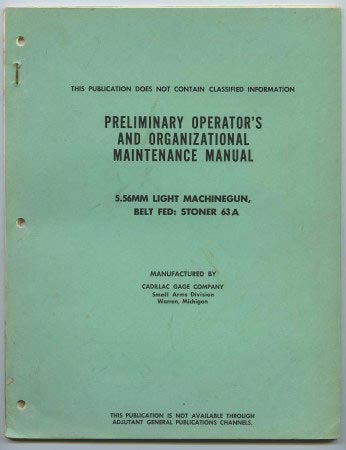 THIS PUBLICATION DOES NOT CONTAIN CLASSIFIED INFORMATION
PRELIMINARY OPERATOR'S
AND ORGANIZATIONAL
MAINTENANCE MANUAL
5.56MM LIGHT MACHINEGUN,
BELT FED: STONER 63A
MANUFACTURED BY
CADILLAC GAGE COMPANY
Small Arms Division
Warren, Michigan
THIS PUBLICATION IS NOT AVAILABLE THROUGH
ADJUTANT GENERAL PUBLICATIONS CHANNELS.